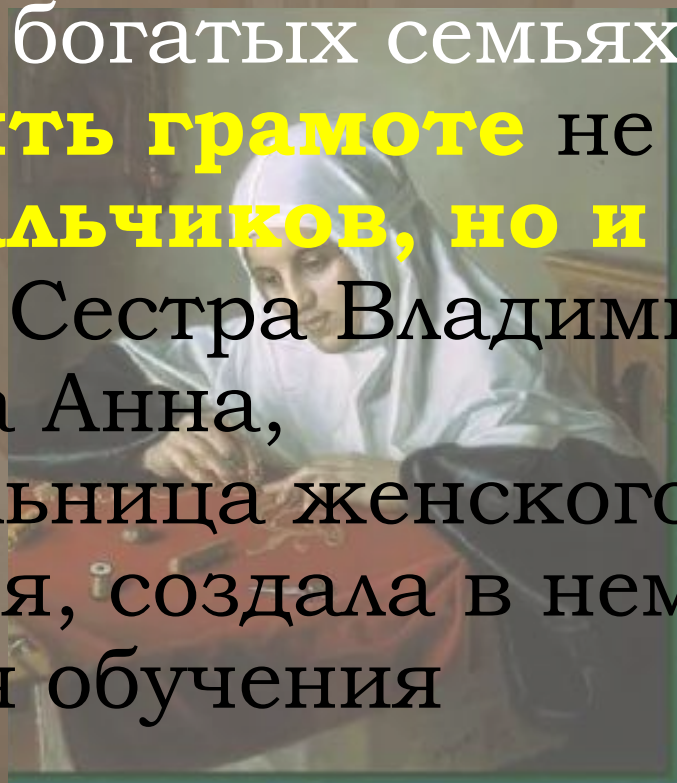 богатых семьях
ть грамоте не
льчиков, но и
Сестра Владим
а Анна,
ьница женского
я, создала в нем
я обучения